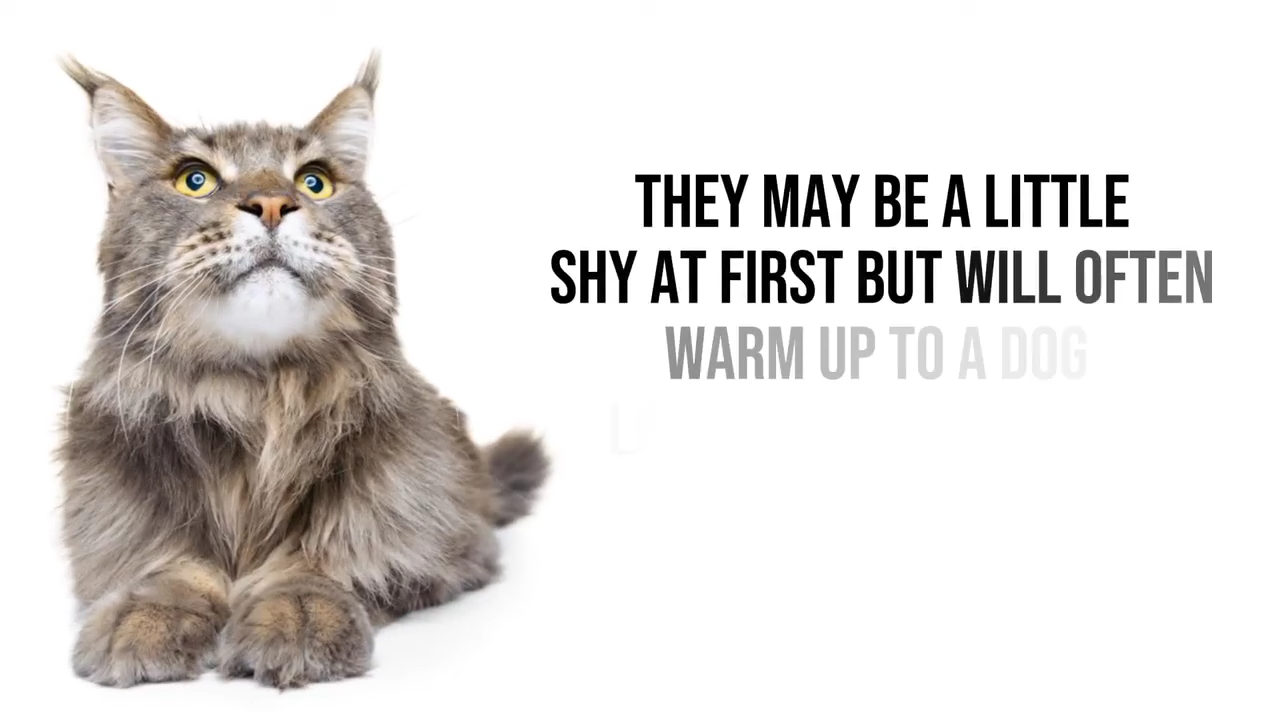 THEY MAY BE A LITTLE
SHY AT FIRST BUT WILL OFTEN
WARM UP TO A DOG